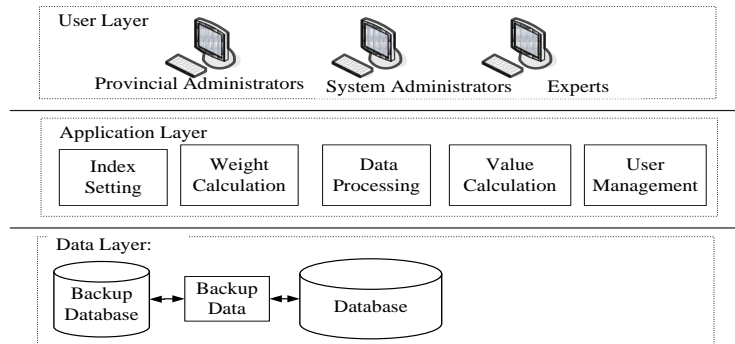 User Layer
Provincial Administrators System Administrators Experts
Application Layer
Index Setting
Weight Calculation
Data Processing
Value Calculation
User Management
Data Layer:
Backup Database
Backup Data
Database